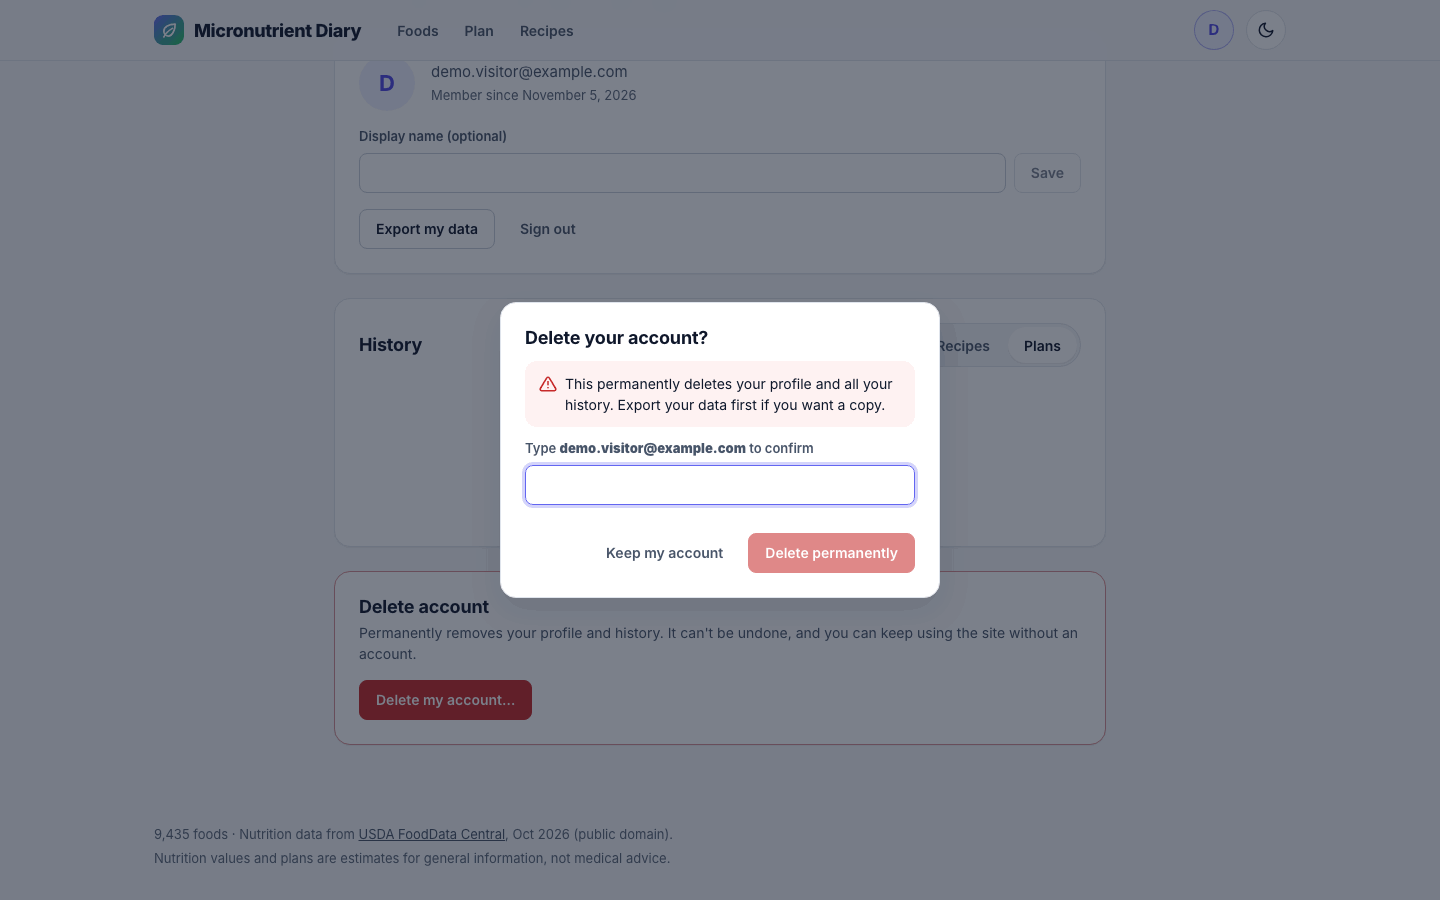 Micronutrient Diary
Foods
Plan
Recipes
D
D
demo.visitor@example.com
Member since November 5, 2026
Display name (optional)
Save
Export my data
Sign out
History
Recipes
Plans
Delete your account?
This permanently deletes your profile and all your
history. Export your data first if you want a copy.
Type demo.visitor@example.com to confirm
Keep my account
Delete permanently
Delete account
Permanently removes your profile and history. It can't be undone, and you can keep using the site without an
account.
Delete my account...
9,435 foods · Nutrition data from USDA FoodData Central, Oct 2026 (public domain).
Nutrition values and plans are estimates for general information, not medical advice.